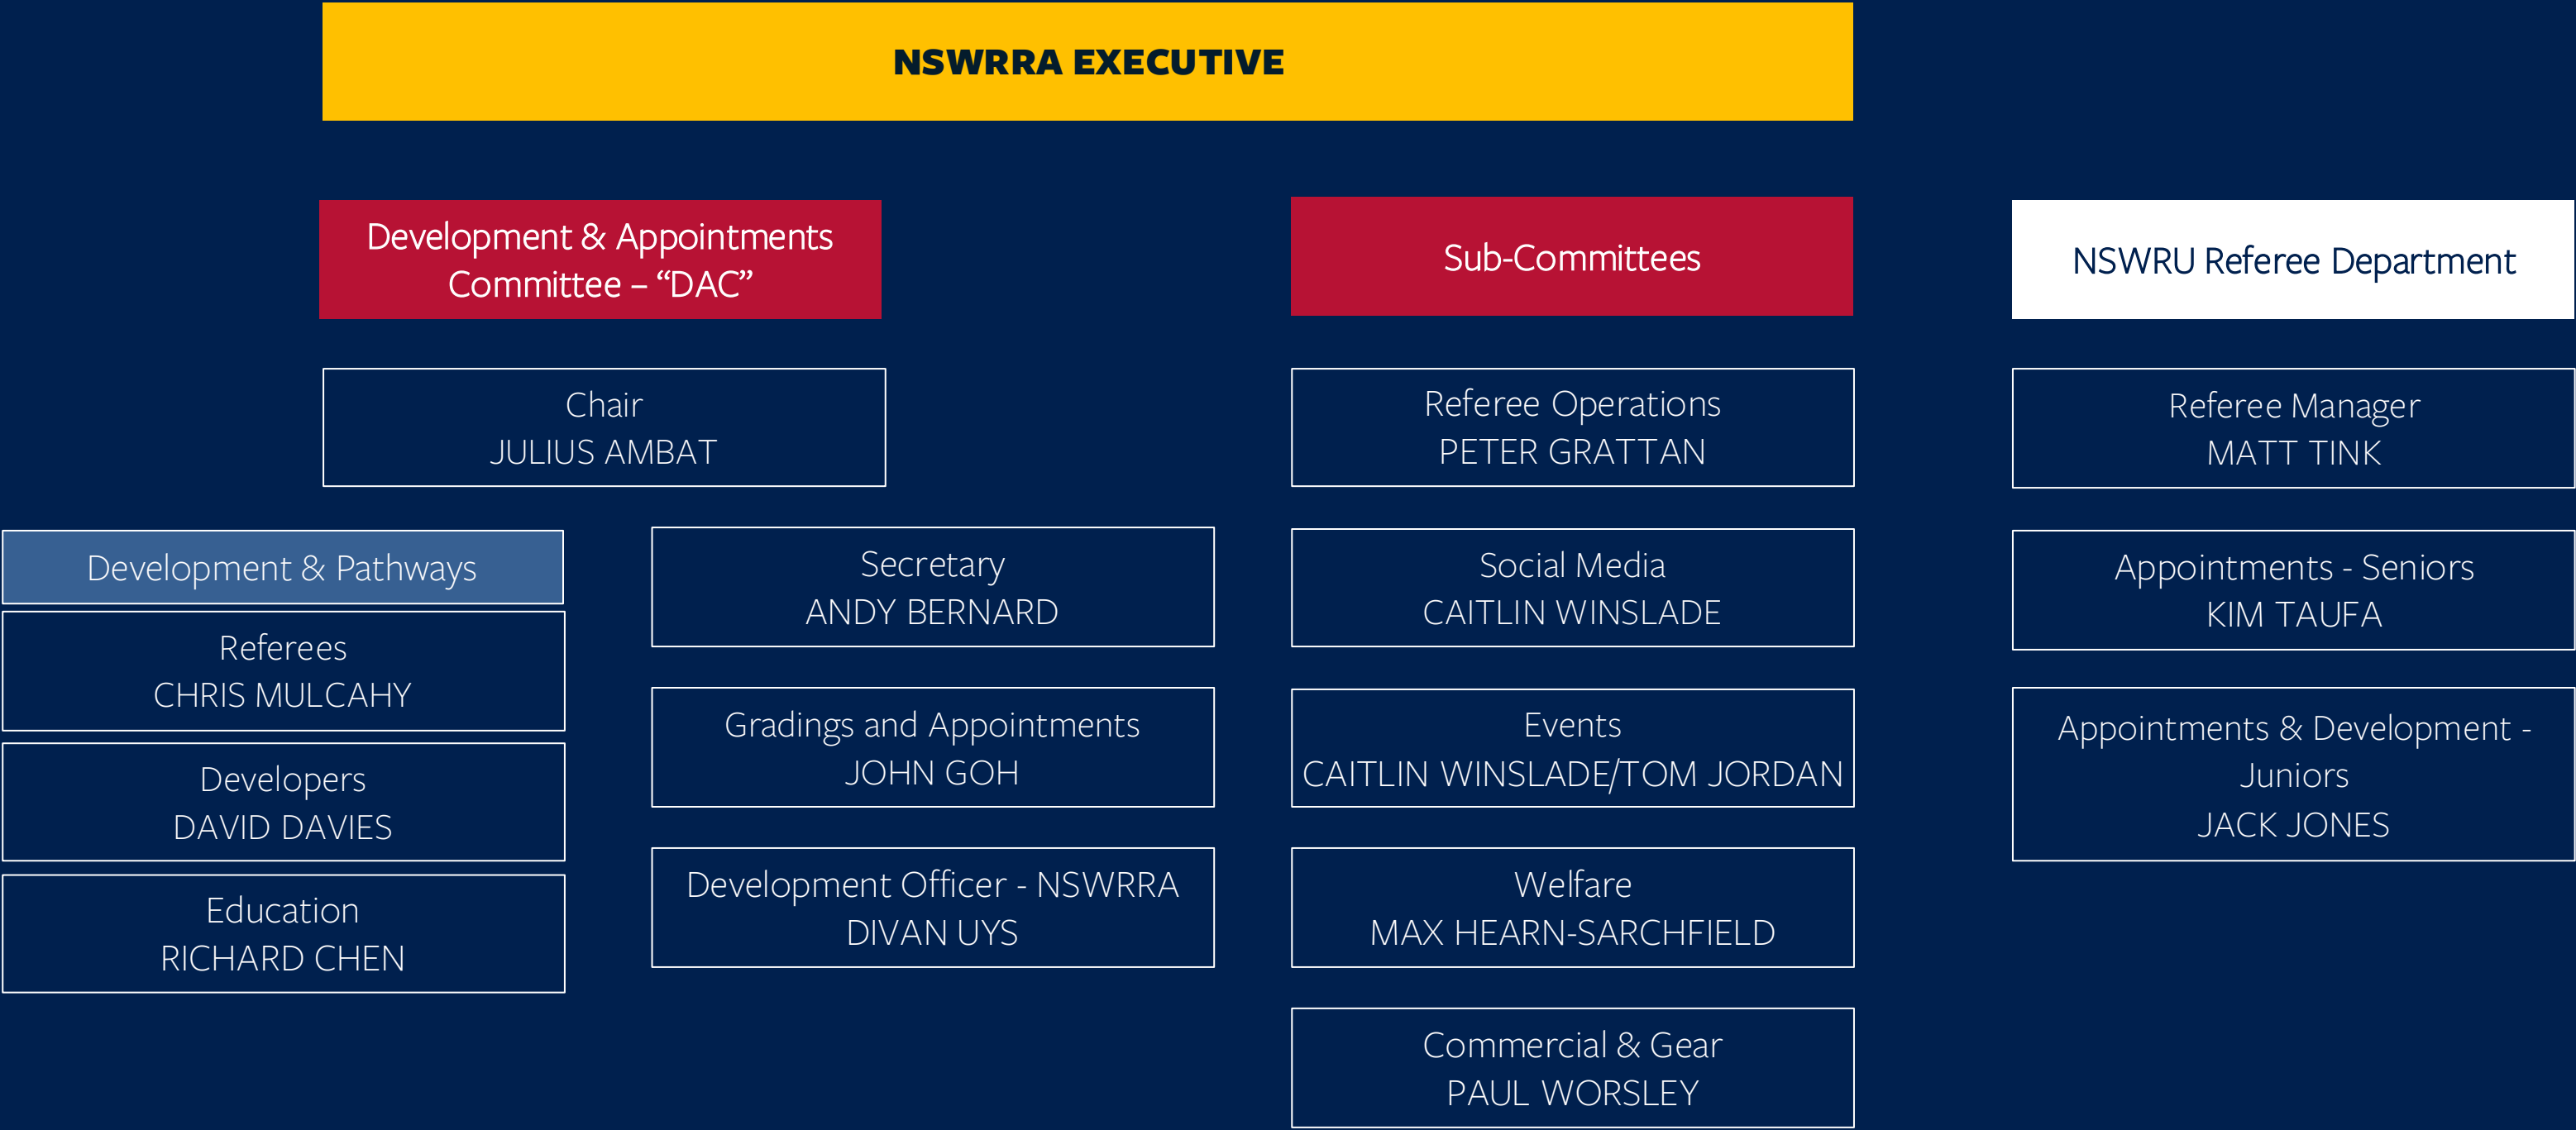 NSWRRA EXECUTIVE
Development & Appointments
Committee – “DAC”
Chair
JULIUS AMBAT
Development & Pathways
Referees
CHRIS MULCAHY
Developers
DAVID DAVIES
Education
RICHARD CHEN
Secretary
ANDY BERNARD
Gradings and Appointments
JOHN GOH
Development Officer - NSWRRA
DIVAN UYS
Sub-Committees
Referee Operations
PETER GRATTAN
Social Media
CAITLIN WINSLADE
Events
CAITLIN WINSLADE/TOM JORDAN
Welfare
MAX HEARN-SARCHFIELD
Commercial & Gear
PAUL WORSLEY
NSWRU Referee Department
Referee Manager
MATT TINK
Appointments - Seniors
KIM TAUFA
Appointments & Development -
Juniors
JACK JONES